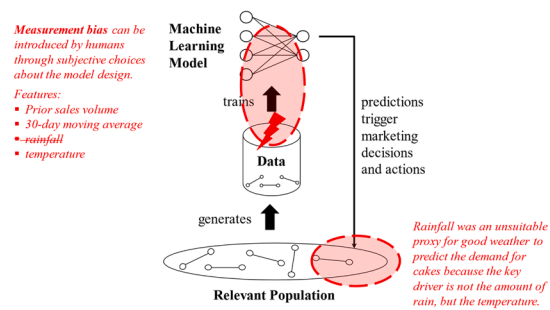 Measurement bias can be
introduced by humans
through subjective choices
about the model design.
Features:
▪ Prior sales volume
▪ 30-day moving average
▪ rainfall
▪ temperature
Machine
Learning
Model
trains
Data
generates
Relevant Population
predictions
trigger
marketing
decisions
and actions
Rainfall was an unsuitable
proxy for good weather to
predict the demand for
cakes because the key
driver is not the amount of
rain, but the temperature.